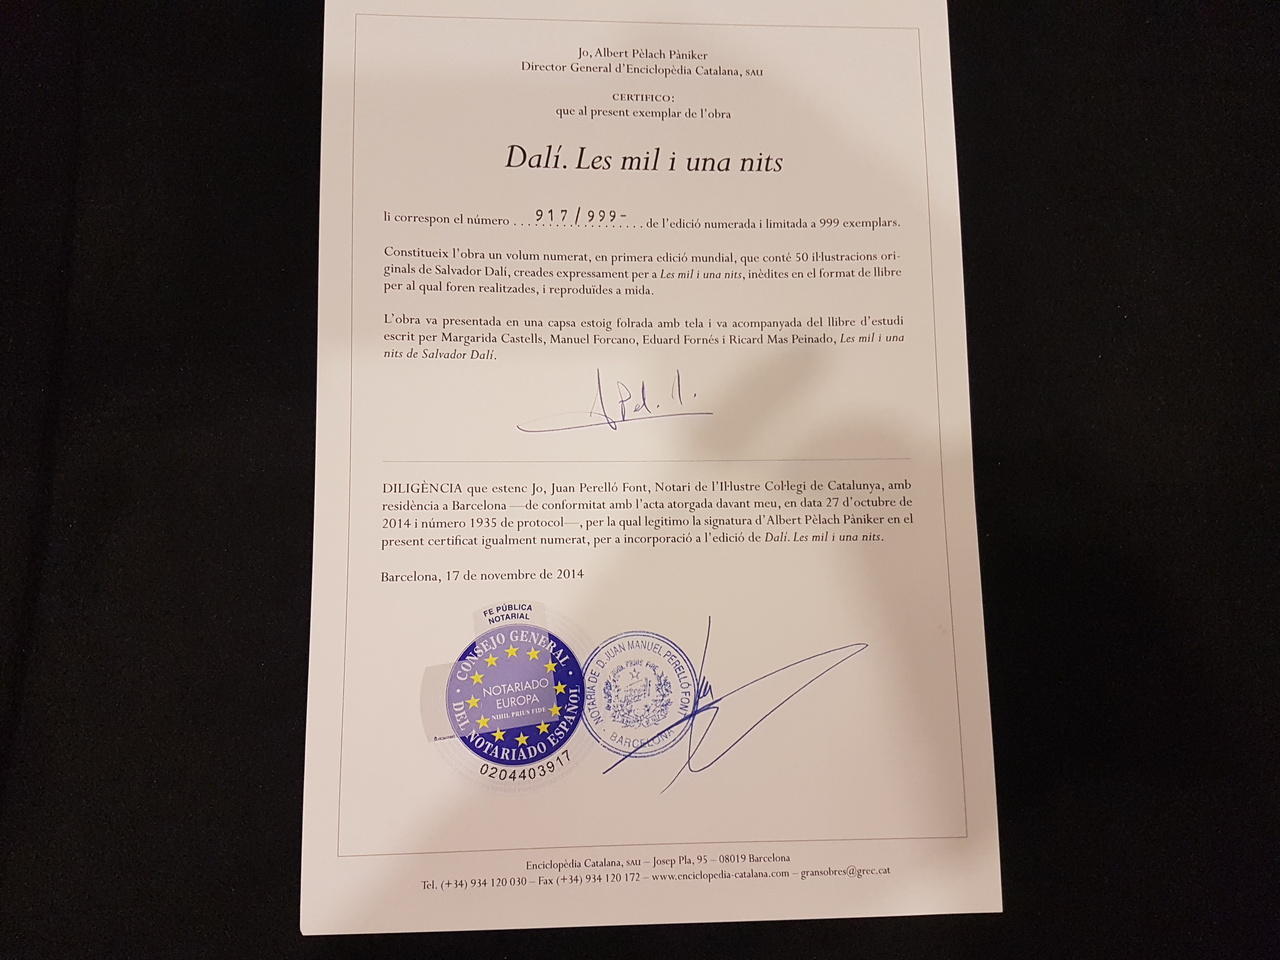 Jo, Albert Pèlach Pàniker
Director General d'Enciclopèdia Catalana, SAU
CERTIFICO:
que al present exemplar de l'obra
Dalí. Les mil i una nits
li correspon el número ...917/999-... de l'edició numerada i limitada a 999 exemplars.
Constitueix l'obra un volum numerat, en primera edició mundial, que conté 50 il·lustracions ori-
ginals de Salvador Dalí, creades expressament per a Les mil i una nits, inèdites en el format de llibre
per al qual foren realitzades, i reproduïdes a mida.
L'obra va presentada en una capsa estoig folrada amb tela i va acompanyada del llibre d'estudi
escrit per Margarida Castells, Manuel Forcano, Eduard Fornés i Ricard Mas Peinado, Les mil i una
nits de Salvador Dalí.
DILIGÈNCIA que estenc Jo, Juan Perelló Font, Notari de l'Il·lustre Col·legi de Catalunya, amb
residència a Barcelona —de conformitat amb l'acta atorgada davant meu, en data 27 d'octubre de
2014 i número 1935 de protocol—, per la qual legitimo la signatura d'Albert Pèlach Pàniker en el
present certificat igualment numerat, per a incorporació a l'edició de Dalí. Les mil i una nits.
Barcelona, 17 de novembre de 2014
FE PÚBLICA
NOTARIAL
· CONSEJO GENERAL ·
DEL NOTARIADO ESPAÑOL
NOTARIADO
EUROPA
NIHIL PRIUS FIDE
0204403917
NOTARIA DE D. JUAN MANUEL PERELLÓ FONT
· BARCELONA ·
Enciclopèdia Catalana, SAU – Josep Pla, 95 – 08019 Barcelona
Tel. (+34) 934 120 030 – Fax (+34) 934 120 172 – www.enciclopedia-catalana.com – gransobres@grec.cat